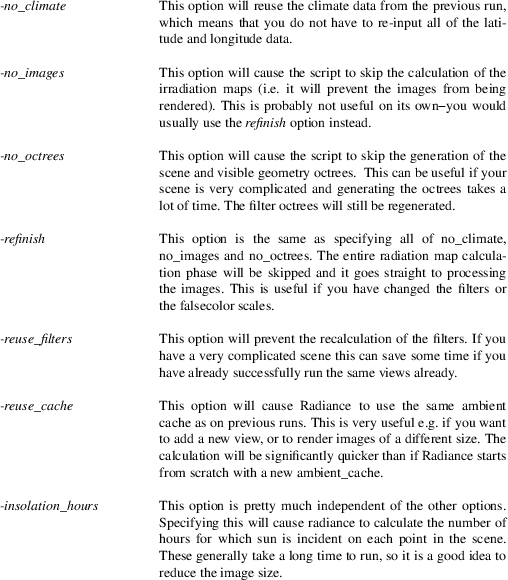 -no_climate This option will reuse the climate data from the previous run,
which means that you do not have to re-input all of the lati-
tude and longitude data.
-no_images This option will cause the script to skip the calculation of the
irradiation maps (i.e. it will prevent the images from being
rendered). This is probably not useful on its own–you would
usually use the refinish option instead.
-no_octrees This option will cause the script to skip the generation of the
scene and visible geometry octrees. This can be useful if your
scene is very complicated and generating the octrees takes a
lot of time. The filter octrees will still be regenerated.
-refinish This option is the same as specifying all of no_climate,
no_images and no_octrees. The entire radiation map calcula-
tion phase will be skipped and it goes straight to processing
the images. This is useful if you have changed the filters or
the falsecolor scales.
-reuse_filters This option will prevent the recalculation of the filters. If you
have a very complicated scene this can save some time if you
have already successfully run the same views already.
-reuse_cache This option will cause Radiance to use the same ambient
cache as on previous runs. This is very useful e.g. if you want
to add a new view, or to render images of a different size. The
calculation will be significantly quicker than if Radiance starts
from scratch with a new ambient_cache.
-insolation_hours This option is pretty much independent of the other options.
Specifying this will cause radiance to calculate the number of
hours for which sun is incident on each point in the scene.
These generally take a long time to run, so it is a good idea to
reduce the image size.